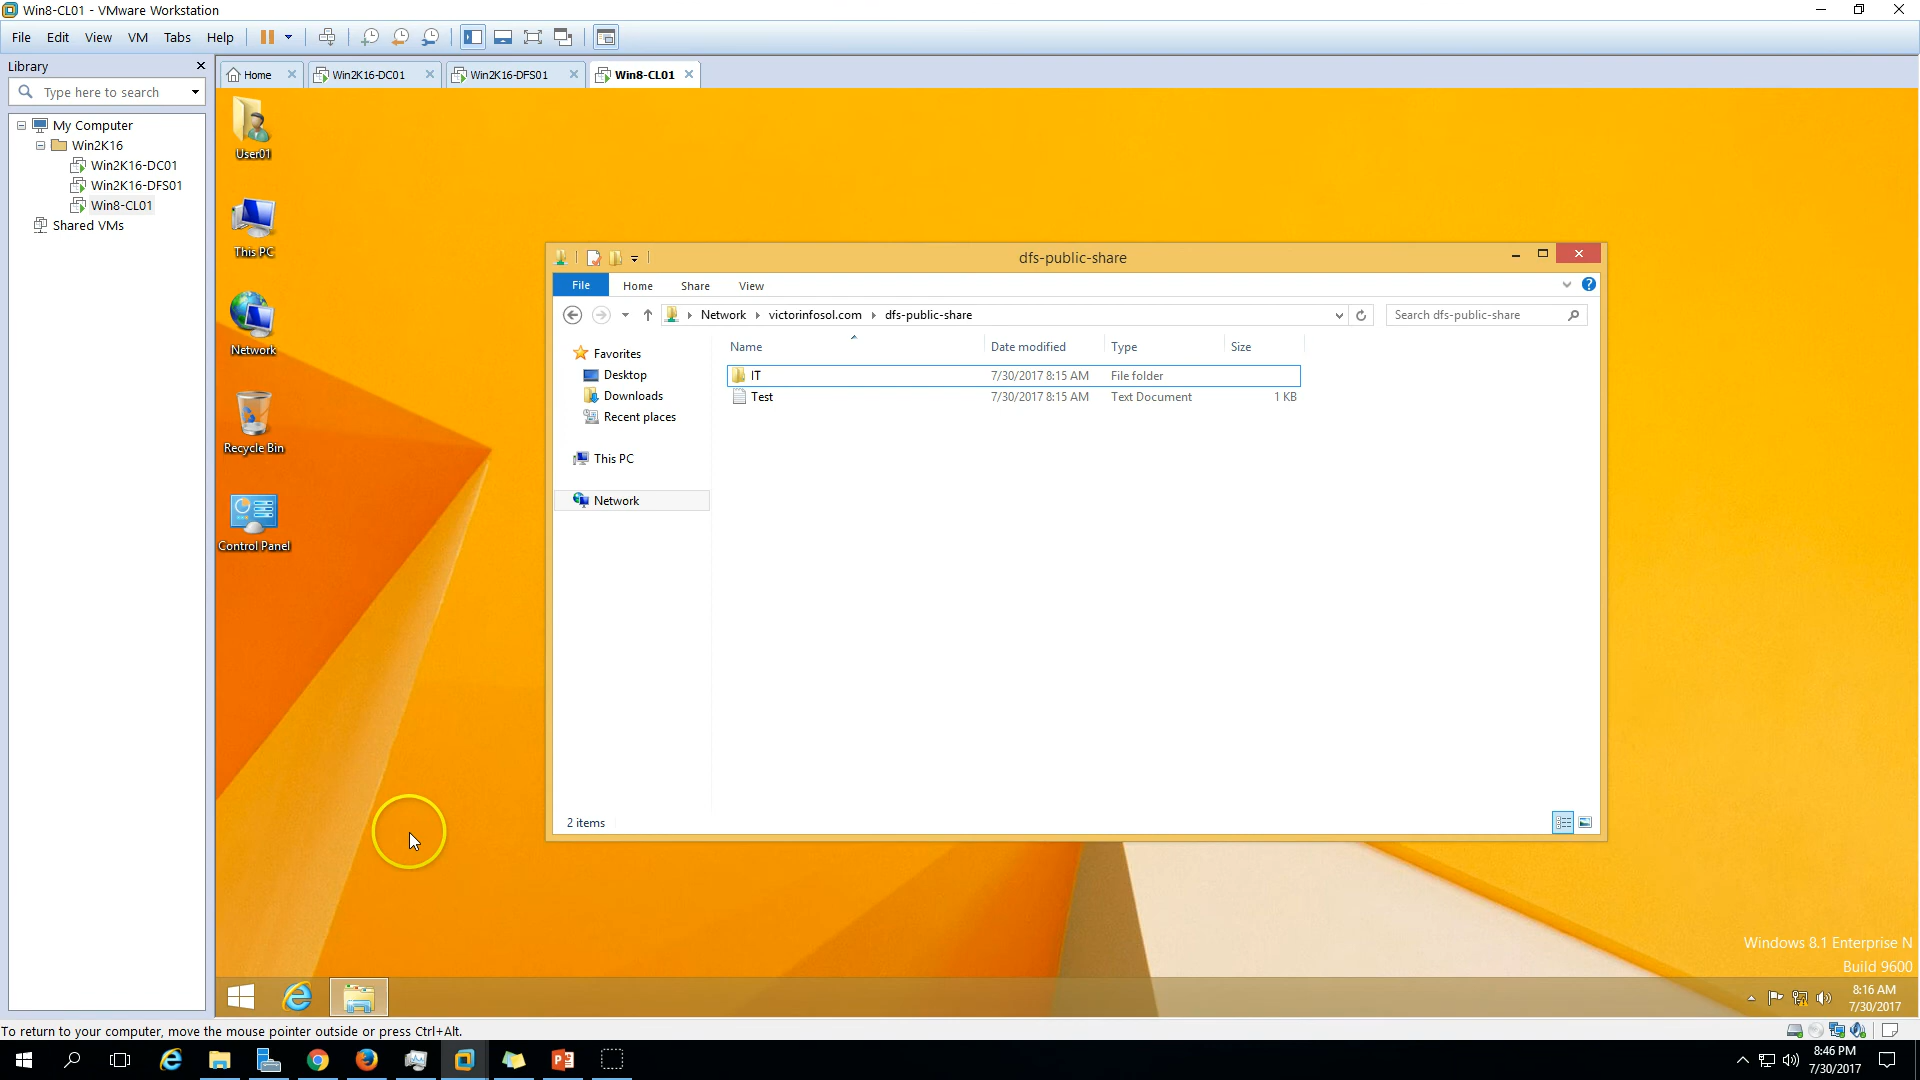 Win8-CL01 - VMware Workstation
File Edit View VM Tabs Help
Library
Type here to search
My Computer
Win2K16
Win2K16-DC01
Win2K16-DFS01
Win8-CL01
Shared VMs
Home Win2K16-DC01 Win2K16-DFS01 Win8-CL01
User01
This PC
Network
Recycle Bin
Control Panel
dfs-public-share
File Home Share View
Network victorinfosol.com dfs-public-share
Search dfs-public-share
Favorites
Desktop
Downloads
Recent places
This PC
Network
Name Date modified Type Size
IT 7/30/2017 8:15 AM File folder
Test 7/30/2017 8:15 AM Text Document 1 KB
2 items
Windows 8.1 Enterprise N
Build 9600
8:16 AM
7/30/2017
To return to your computer, move the mouse pointer outside or press Ctrl+Alt.
8:46 PM
7/30/2017